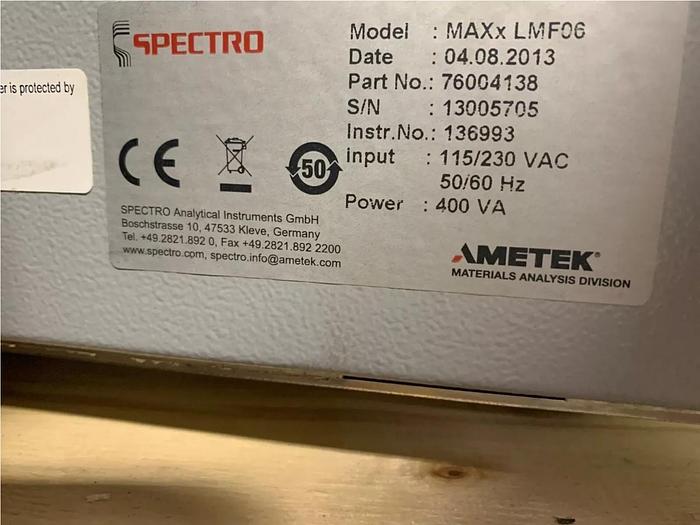 er is protected by
SPECTRO
Model : MAXx LMF06
Date : 04.08.2013
Part No.: 76004138
S/N : 13005705
Instr.No.: 136993
input : 115/230 VAC
50/60 Hz
Power : 400 VA
50
SPECTRO Analytical Instruments GmbH
Boschstrasse 10, 47533 Kleve, Germany
Tel. +49.2821.892 0, Fax +49.2821.892 2200
www.spectro.com, spectro.info@ametek.com
CE
AMETEK®
MATERIALS ANALYSIS DIVISION